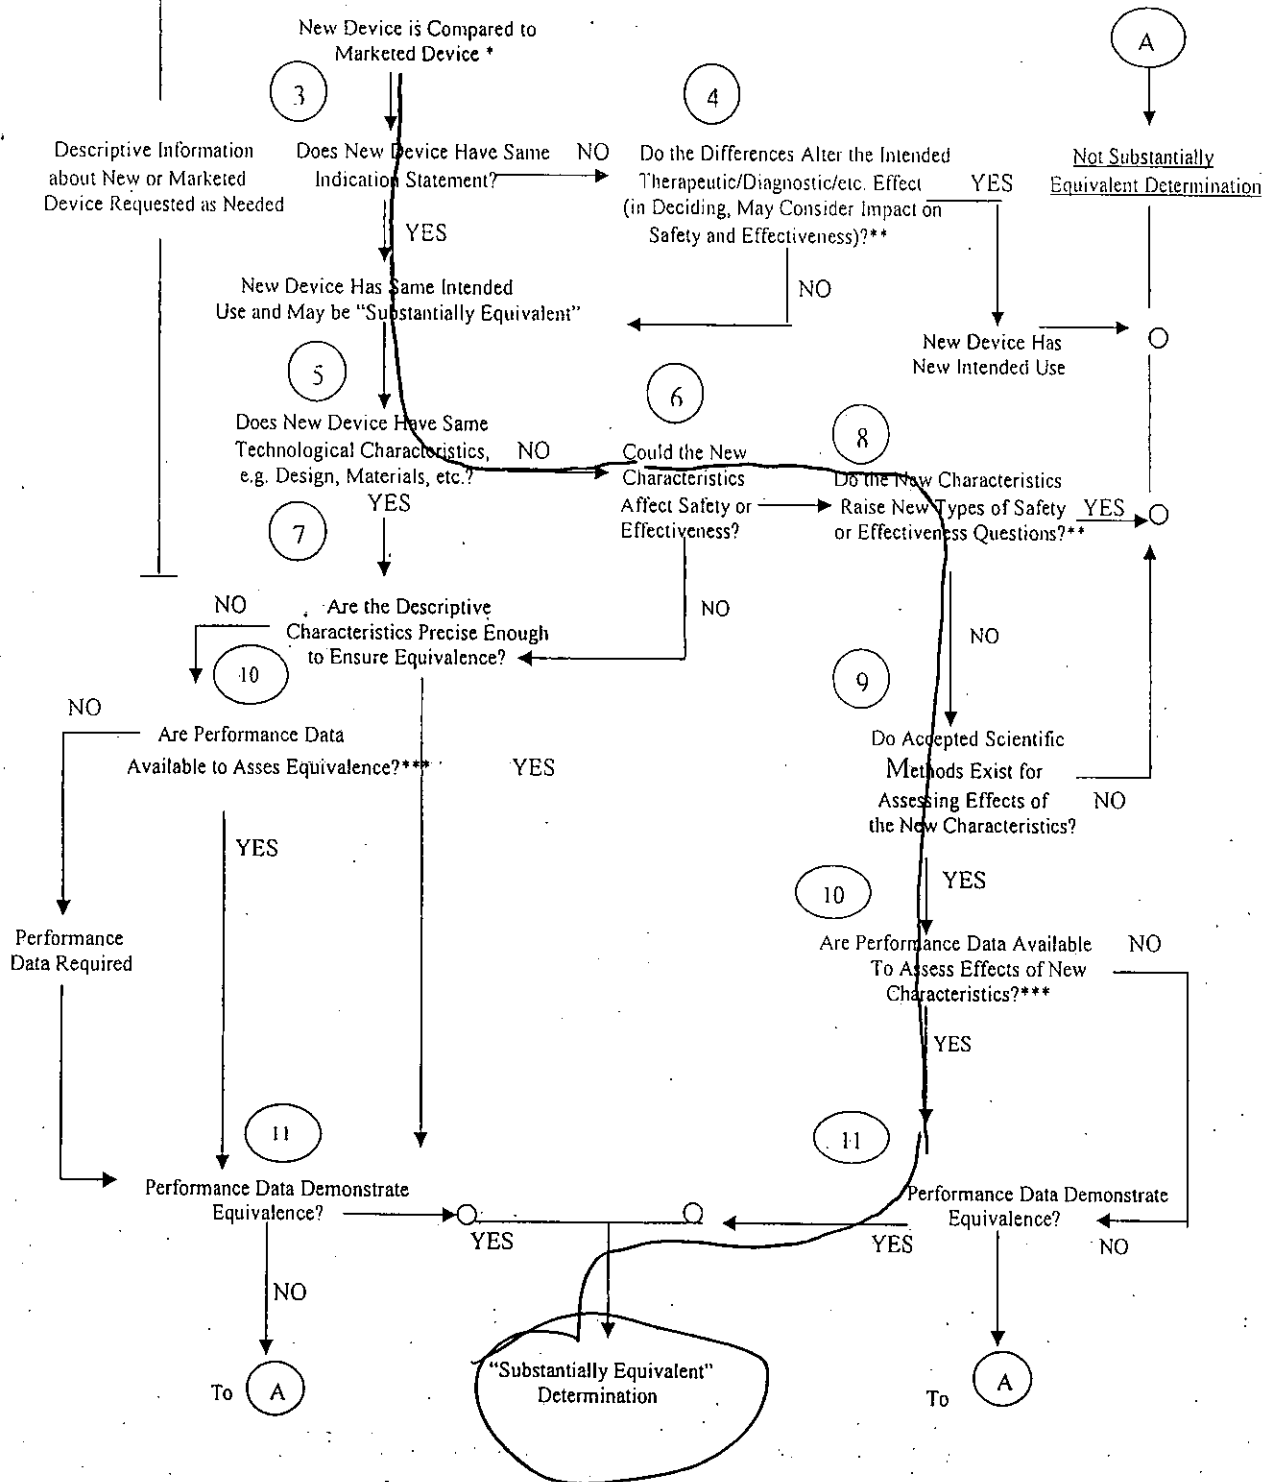 New Device is Compared to
Marketed Device *
A
3
4
Descriptive Information
about New or Marketed
Device Requested as Needed
Does New Device Have Same
Indication Statement?
NO
Do the Differences Alter the Intended
Therapeutic/Diagnostic/etc. Effect
(in Deciding, May Consider Impact on
Safety and Effectiveness)?**
YES
Not Substantially
Equivalent Determination
YES
NO
New Device Has Same Intended
Use and May be "Substantially Equivalent"
New Device Has
New Intended Use
5
6
8
Does New Device Have Same
Technological Characteristics,
e.g. Design, Materials, etc.?
NO
Could the New
Characteristics
Affect Safety or
Effectiveness?
Do the New Characteristics
Raise New Types of Safety
or Effectiveness Questions?**
YES
YES
7
NO
Are the Descriptive
Characteristics Precise Enough
to Ensure Equivalence?
NO
NO
10
9
NO
Are Performance Data
Available to Asses Equivalence?***
YES
Do Accepted Scientific
Methods Exist for
Assessing Effects of
the New Characteristics?
NO
YES
YES
10
Performance
Data Required
Are Performance Data Available
To Assess Effects of New
Characteristics?***
NO
YES
11
11
Performance Data Demonstrate
Equivalence?
YES
YES
Performance Data Demonstrate
Equivalence?
NO
NO
To A
"Substantially Equivalent"
Determination
To A